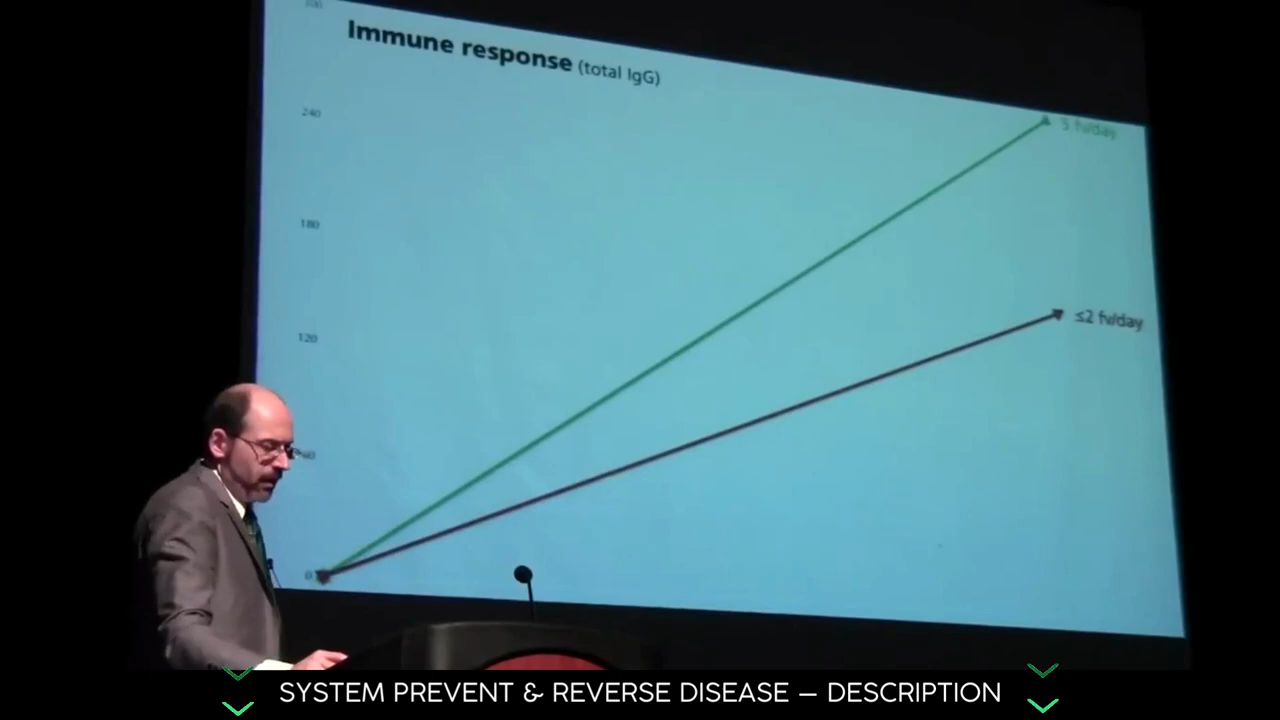 Immune response (total IgG)
240
5 fv/day
180
≤2 fv/day
120
0
SYSTEM PREVENT & REVERSE DISEASE – DESCRIPTION